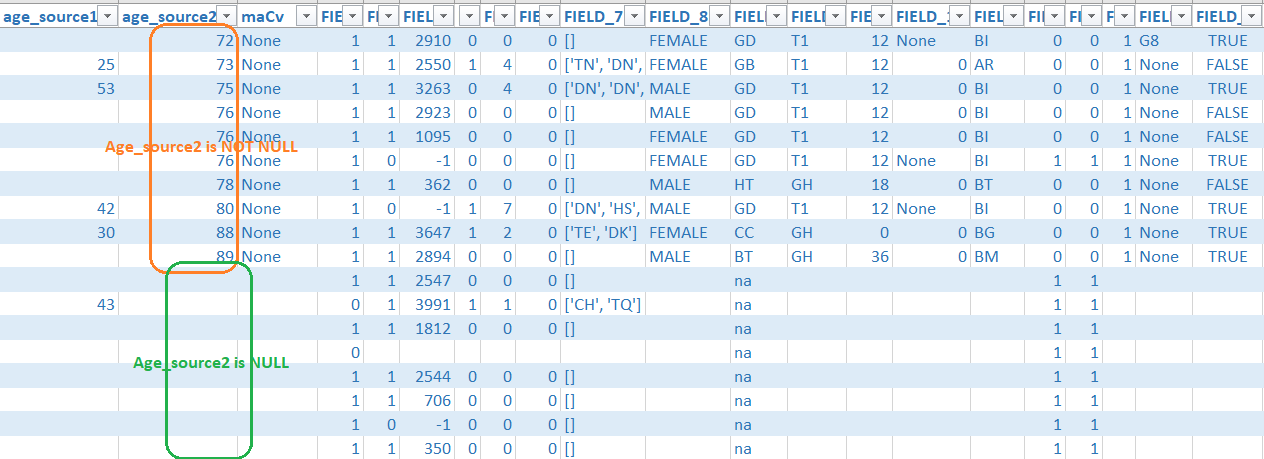 age_source1 age_source2 maCv FIE FI FIEL FI FIE FIELD_7 FIELD_8 FIELD FIELD FIE FIELD_ FIEL FIE FIE F FIEL FIELD_
72 None 1 1 2910 0 0 0 [] FEMALE GD T1 12 None BI 0 0 1 G8 TRUE
25 73 None 1 1 2550 1 4 0 ['TN', 'DN', FEMALE GB T1 12 0 AR 0 0 1 None FALSE
53 75 None 1 1 3263 0 4 0 ['DN', 'DN', MALE GD T1 12 0 BI 0 0 1 None TRUE
76 None 1 1 2923 0 0 0 [] MALE GD T1 12 0 BI 0 0 1 None FALSE
76 None 1 1 1095 0 0 0 [] FEMALE GD T1 12 0 BI 0 0 1 None FALSE
Age_source2 is NOT NULL
76 None 1 0 -1 0 0 0 [] FEMALE GD T1 12 None BI 1 1 1 None TRUE
78 None 1 1 362 0 0 0 [] MALE HT GH 18 0 BT 0 0 1 None FALSE
42 80 None 1 0 -1 1 7 0 ['DN', 'HS', MALE GD T1 12 None BI 0 0 1 None TRUE
30 88 None 1 1 3647 1 2 0 ['TE', 'DK'] FEMALE CC GH 0 0 BG 0 0 1 None TRUE
89 None 1 1 2894 0 0 0 [] MALE BT GH 36 0 BM 0 0 1 None TRUE
1 1 2547 0 0 0 [] na 1 1
43 0 1 3991 1 1 0 ['CH', 'TQ'] na 1 1
1 1 1812 0 0 0 [] na 1 1
0 na 1 1
Age_source2 is NULL
1 1 2544 0 0 0 [] na 1 1
1 1 706 0 0 0 [] na 1 1
1 0 -1 0 0 0 [] na 1 1
1 1 350 0 0 0 [] na 1 1